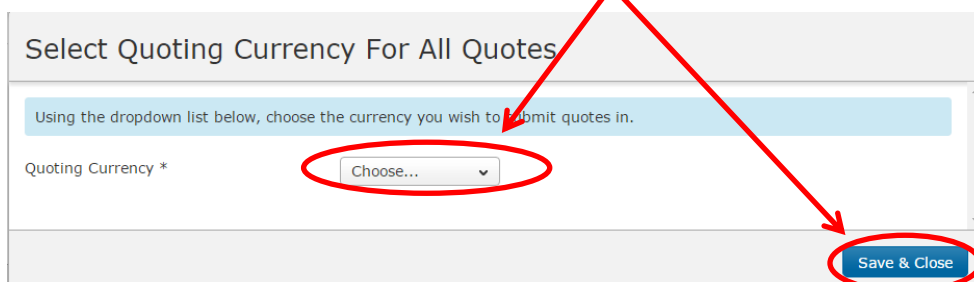 Select Quoting Currency For All Quotes
Using the dropdown list below, choose the currency you wish to submit quotes in.
Quoting Currency *
Choose...
Save & Close